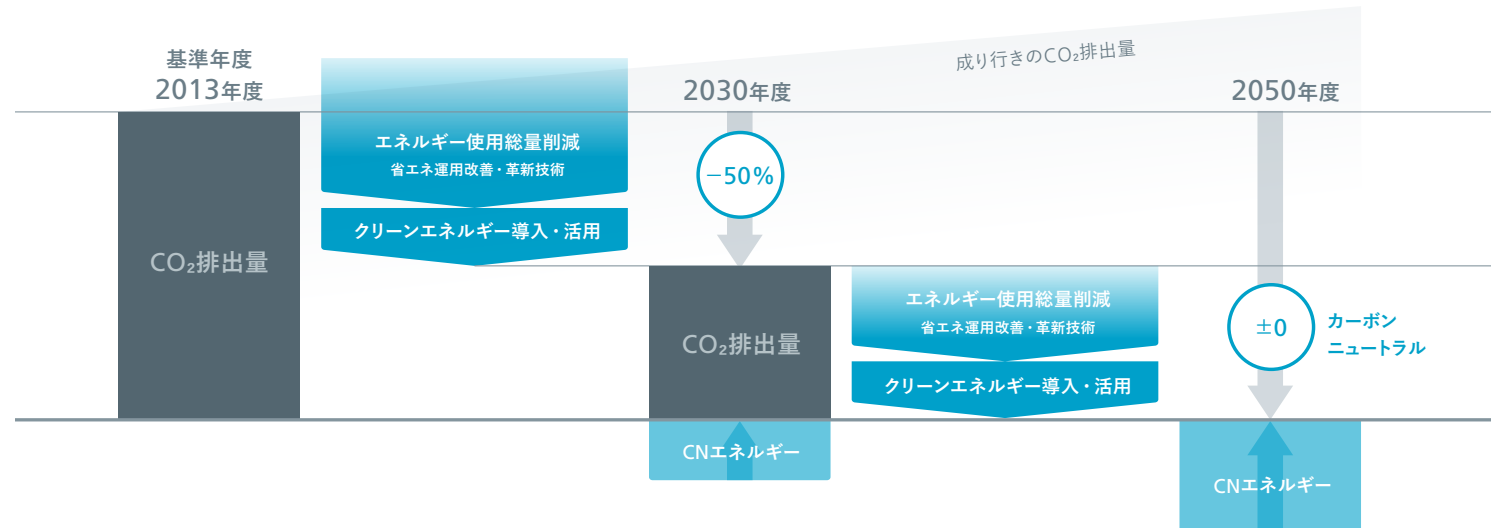 基準年度
2013年度
エネルギー使用総量削減
省エネ運用改善・革新技術
クリーンエネルギー導入・活用
CO₂排出量
成り行きのCO₂排出量
2030年度
−50%
CO₂排出量
CNエネルギー
エネルギー使用総量削減
省エネ運用改善・革新技術
クリーンエネルギー導入・活用
2050年度
±0
カーボン
ニュートラル
CNエネルギー